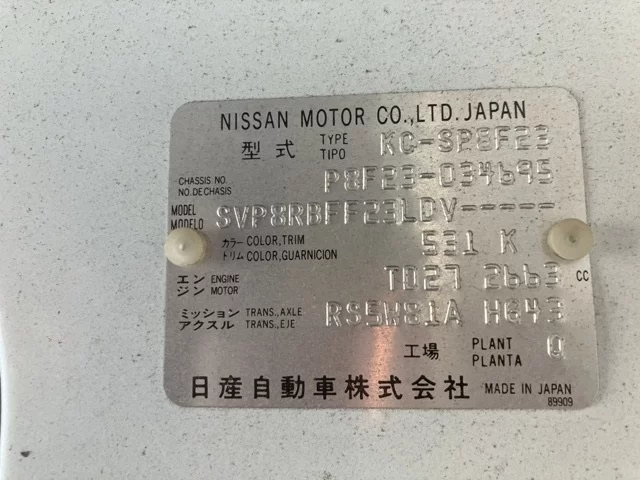 NISSAN MOTOR CO.,LTD. JAPAN
型式 TYPE TIPO KC-SP8F23
CHASSIS NO. NO.DE CHASIS P8F23-034695
MODEL MODELO SVP8RBFF23LDV-----
カラー COLOR,TRIM
トリム COLOR,GUARNICION 531 K
エンジン ENGINE MOTOR TD27 2663 cc
ミッション TRANS.,AXLE
アクスル TRANS.,EJE RS5W81A HG43
工場 PLANT PLANTA Q
日産自動車株式会社 MADE IN JAPAN
89909